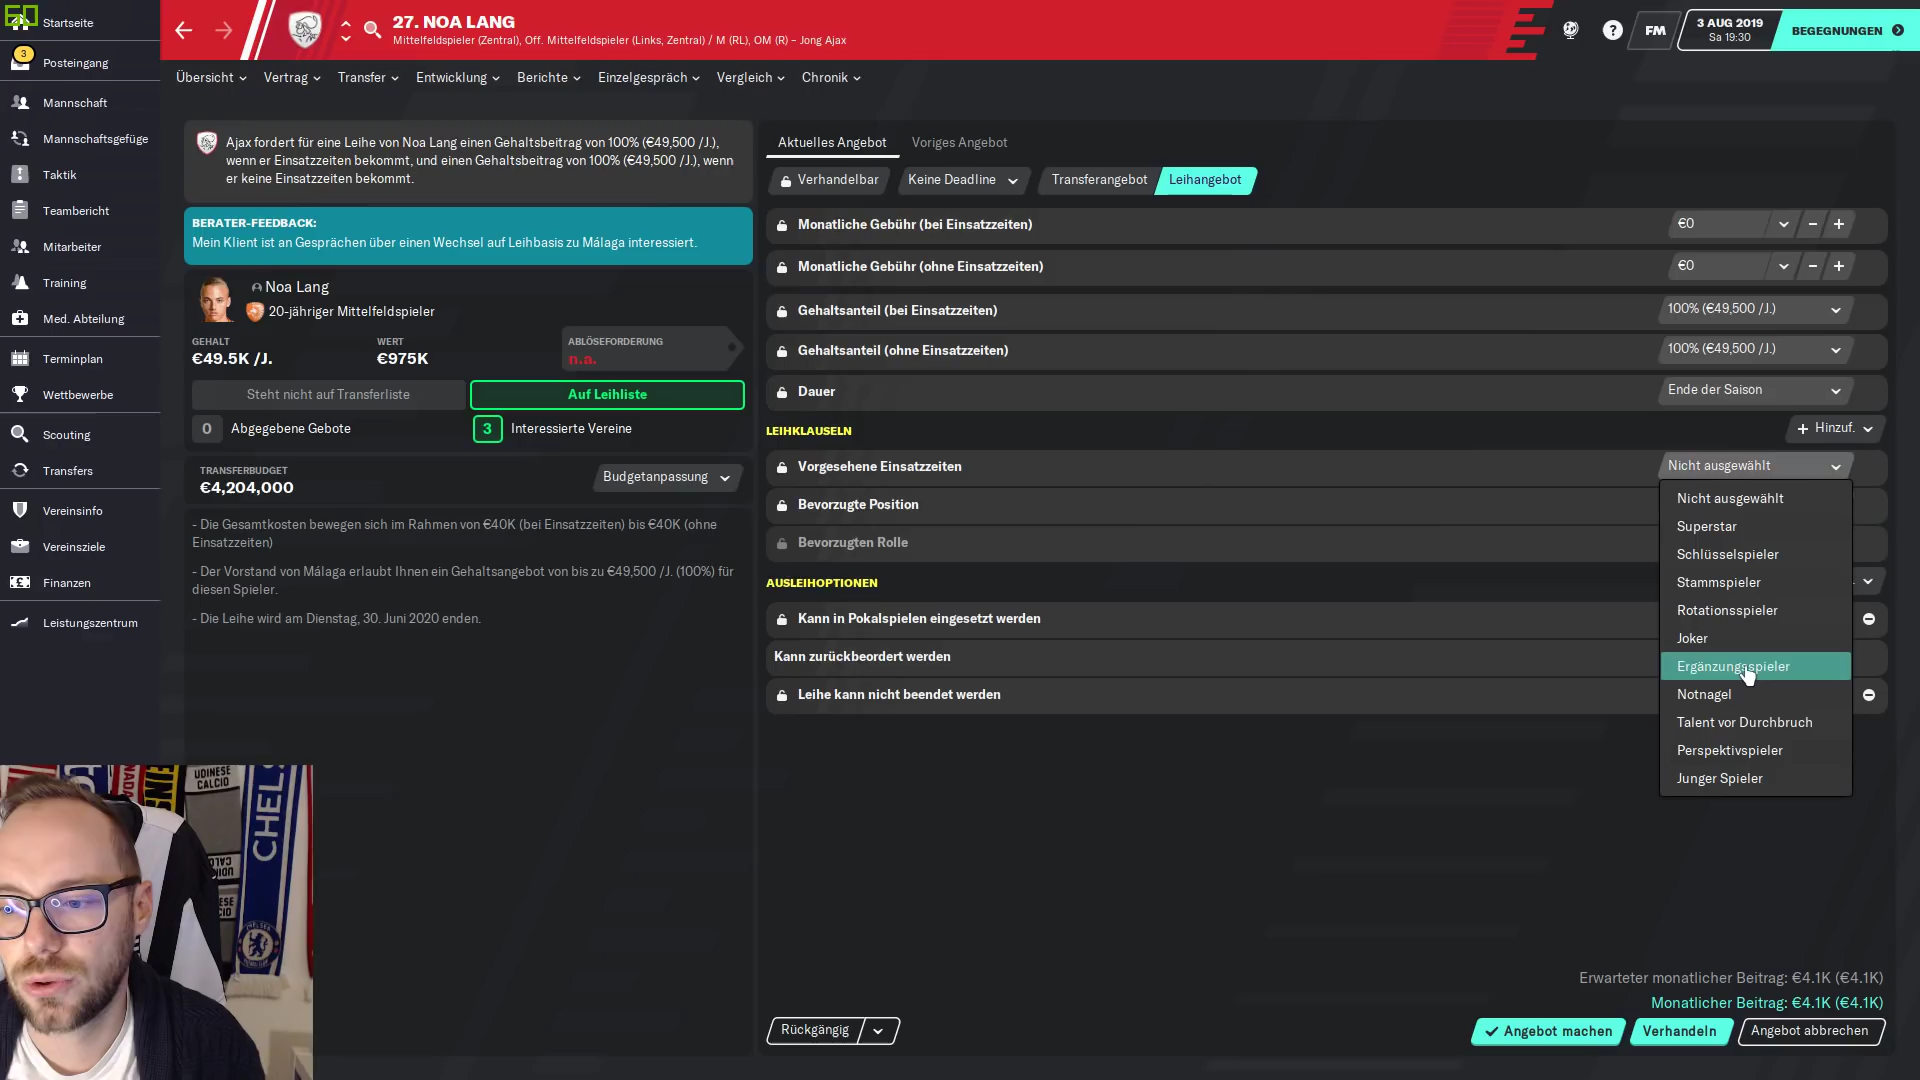 60
Startseite
3
Posteingang
Mannschaft
Mannschaftsgefüge
Taktik
Teambericht
Mitarbeiter
Training
Med. Abteilung
Terminplan
Wettbewerbe
Scouting
Transfers
Vereinsinfo
Vereinsziele
Finanzen
Leistungszentrum
27. NOA LANG
Mittelfeldspieler (Zentral), Off. Mittelfeldspieler (Links, Zentral) / M (RL), OM (R) – Jong Ajax
?
FM
3 AUG 2019
Sa 19:30
BEGEGNUNGEN
Übersicht
Vertrag
Transfer
Entwicklung
Berichte
Einzelgespräch
Vergleich
Chronik
Ajax fordert für eine Leihe von Noa Lang einen Gehaltsbeitrag von 100% (€49,500 /J.),
wenn er Einsatzzeiten bekommt, und einen Gehaltsbeitrag von 100% (€49,500 /J.), wenn
er keine Einsatzzeiten bekommt.
BERATER-FEEDBACK:
Mein Klient ist an Gesprächen über einen Wechsel auf Leihbasis zu Málaga interessiert.
Noa Lang
20-jähriger Mittelfeldspieler
GEHALT
€49.5K /J.
WERT
€975K
ABLÖSEFORDERUNG
n.a.
Steht nicht auf Transferliste
Auf Leihliste
0 Abgegebene Gebote
3 Interessierte Vereine
TRANSFERBUDGET
€4,204,000
Budgetanpassung
- Die Gesamtkosten bewegen sich im Rahmen von €40K (bei Einsatzzeiten) bis €40K (ohne
Einsatzzeiten)
- Der Vorstand von Málaga erlaubt Ihnen ein Gehaltsangebot von bis zu €49,500 /J. (100%) für
diesen Spieler.
- Die Leihe wird am Dienstag, 30. Juni 2020 enden.
Aktuelles Angebot
Voriges Angebot
Verhandelbar
Keine Deadline
Transferangebot
Leihangebot
Monatliche Gebühr (bei Einsatzzeiten)
€0
Monatliche Gebühr (ohne Einsatzzeiten)
€0
Gehaltsanteil (bei Einsatzzeiten)
100% (€49,500 /J.)
Gehaltsanteil (ohne Einsatzzeiten)
100% (€49,500 /J.)
Dauer
Ende der Saison
LEIHKLAUSELN
+ Hinzuf.
Vorgesehene Einsatzzeiten
Nicht ausgewählt
Bevorzugte Position
Bevorzugten Rolle
AUSLEIHOPTIONEN
Kann in Pokalspielen eingesetzt werden
Kann zurückbeordert werden
Leihe kann nicht beendet werden
Nicht ausgewählt
Superstar
Schlüsselspieler
Stammspieler
Rotationsspieler
Joker
Ergänzungsspieler
Notnagel
Talent vor Durchbruch
Perspektivspieler
Junger Spieler
Erwarteter monatlicher Beitrag: €4.1K (€4.1K)
Monatlicher Beitrag: €4.1K (€4.1K)
Rückgängig
Angebot machen
Verhandeln
Angebot abbrechen
UDINESE
CALCIO
CHELS
CHELSEA